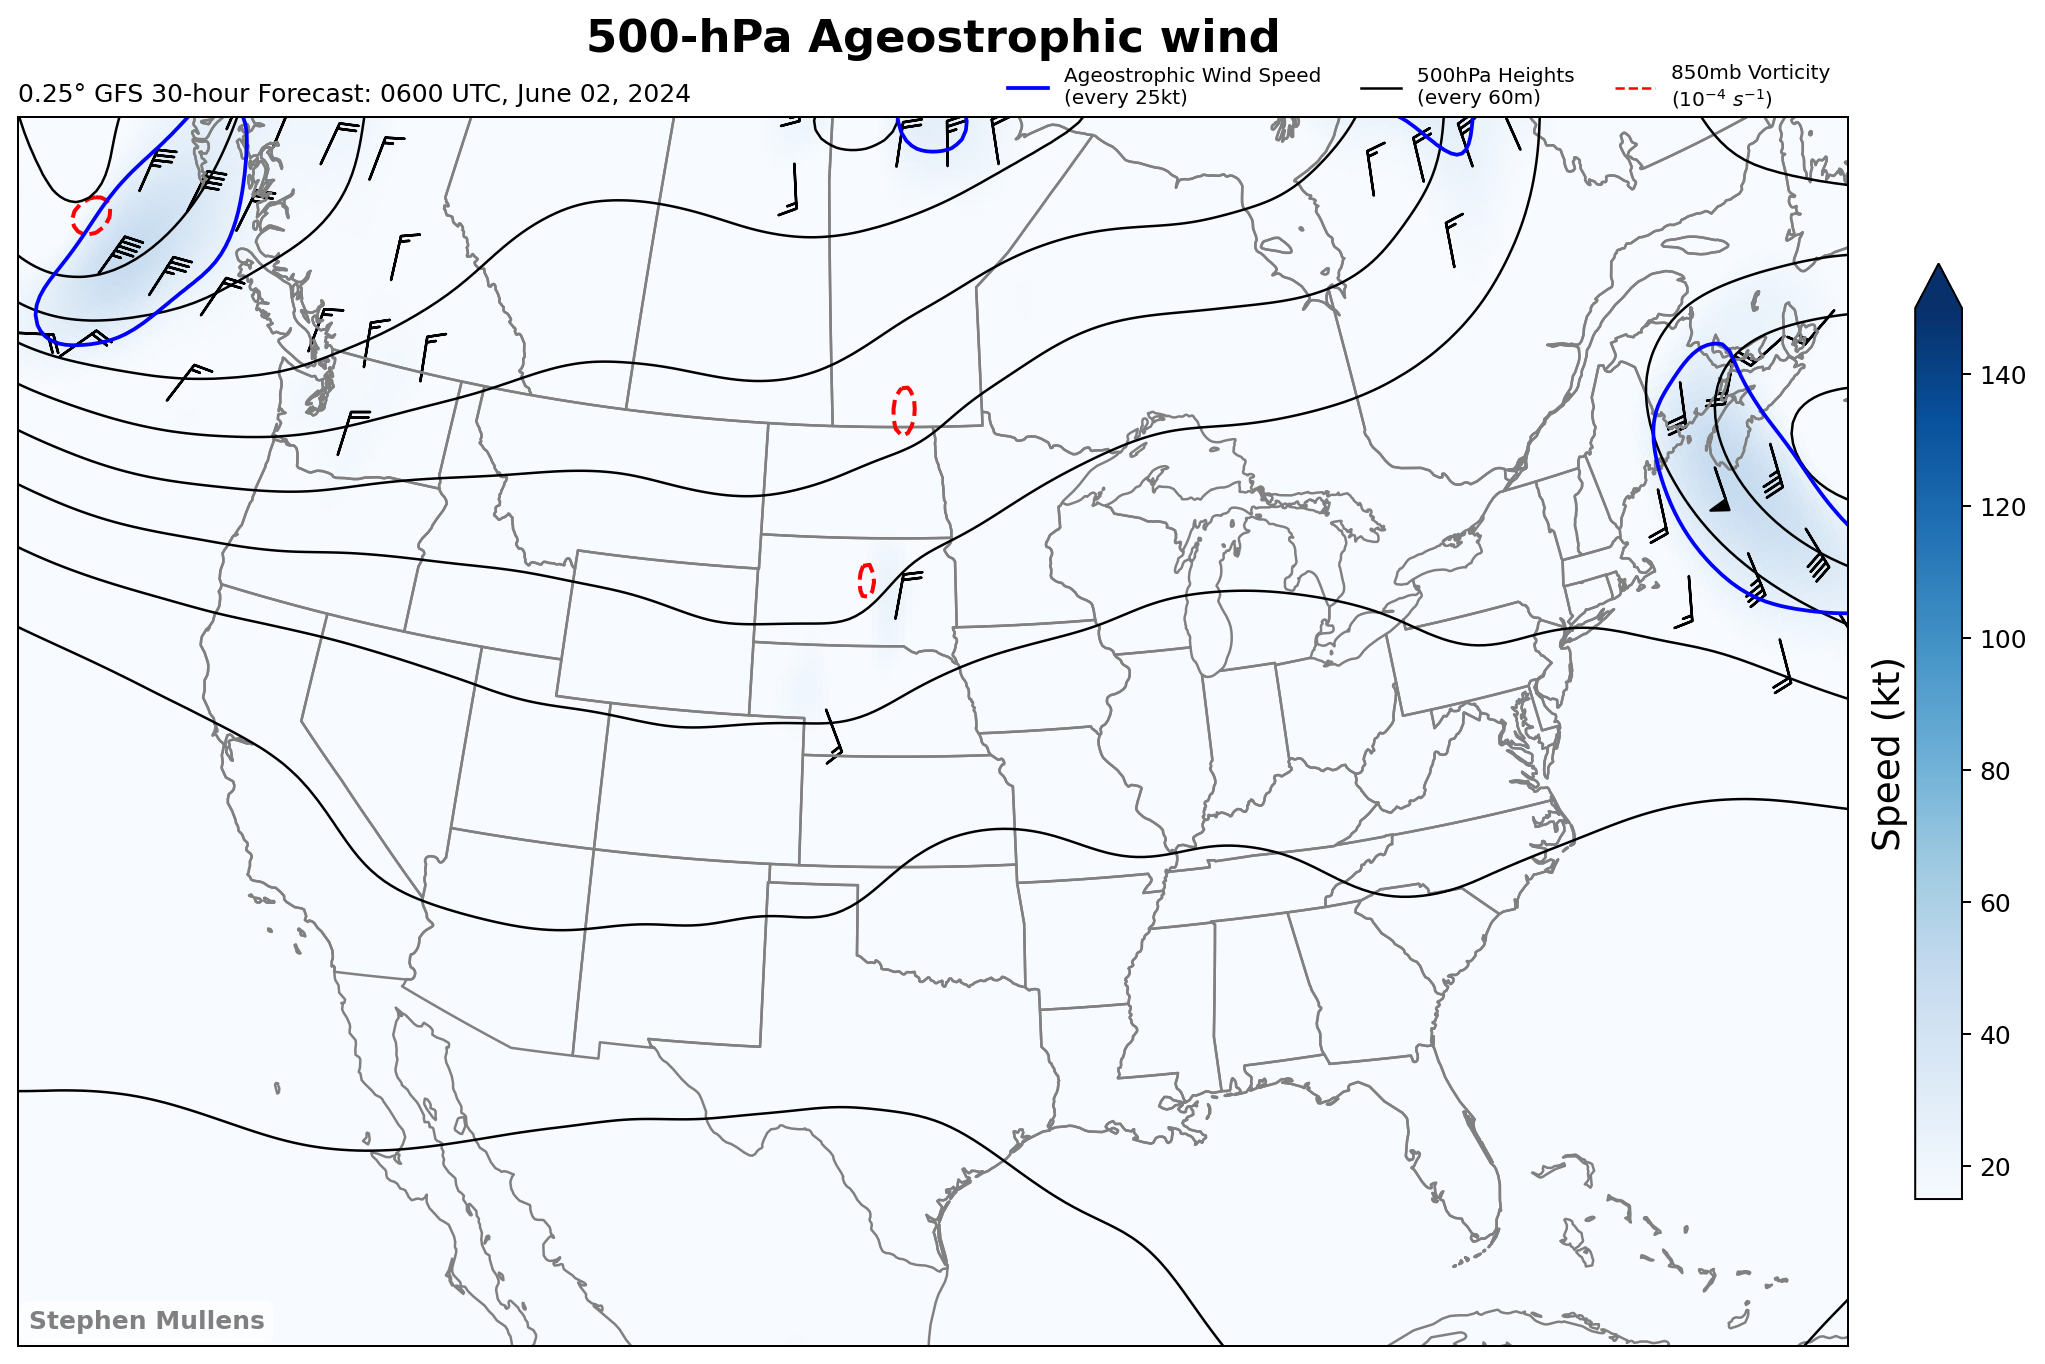 500-hPa Ageostrophic wind
0.25° GFS 30-hour Forecast: 0600 UTC, June 02, 2024
Ageostrophic Wind Speed
(every 25kt)
500hPa Heights
(every 60m)
850mb Vorticity
(10⁻⁴ s⁻¹)
140
120
100
80
60
40
20
Speed (kt)
Stephen Mullens